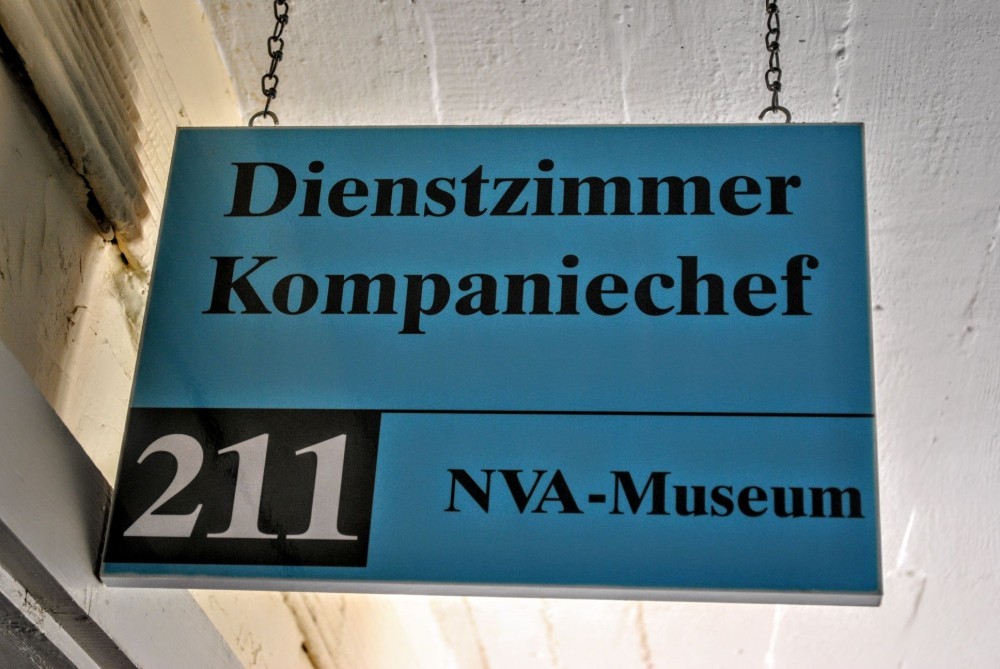 Dienstzimmer
Kompaniechef
211
NVA-Museum